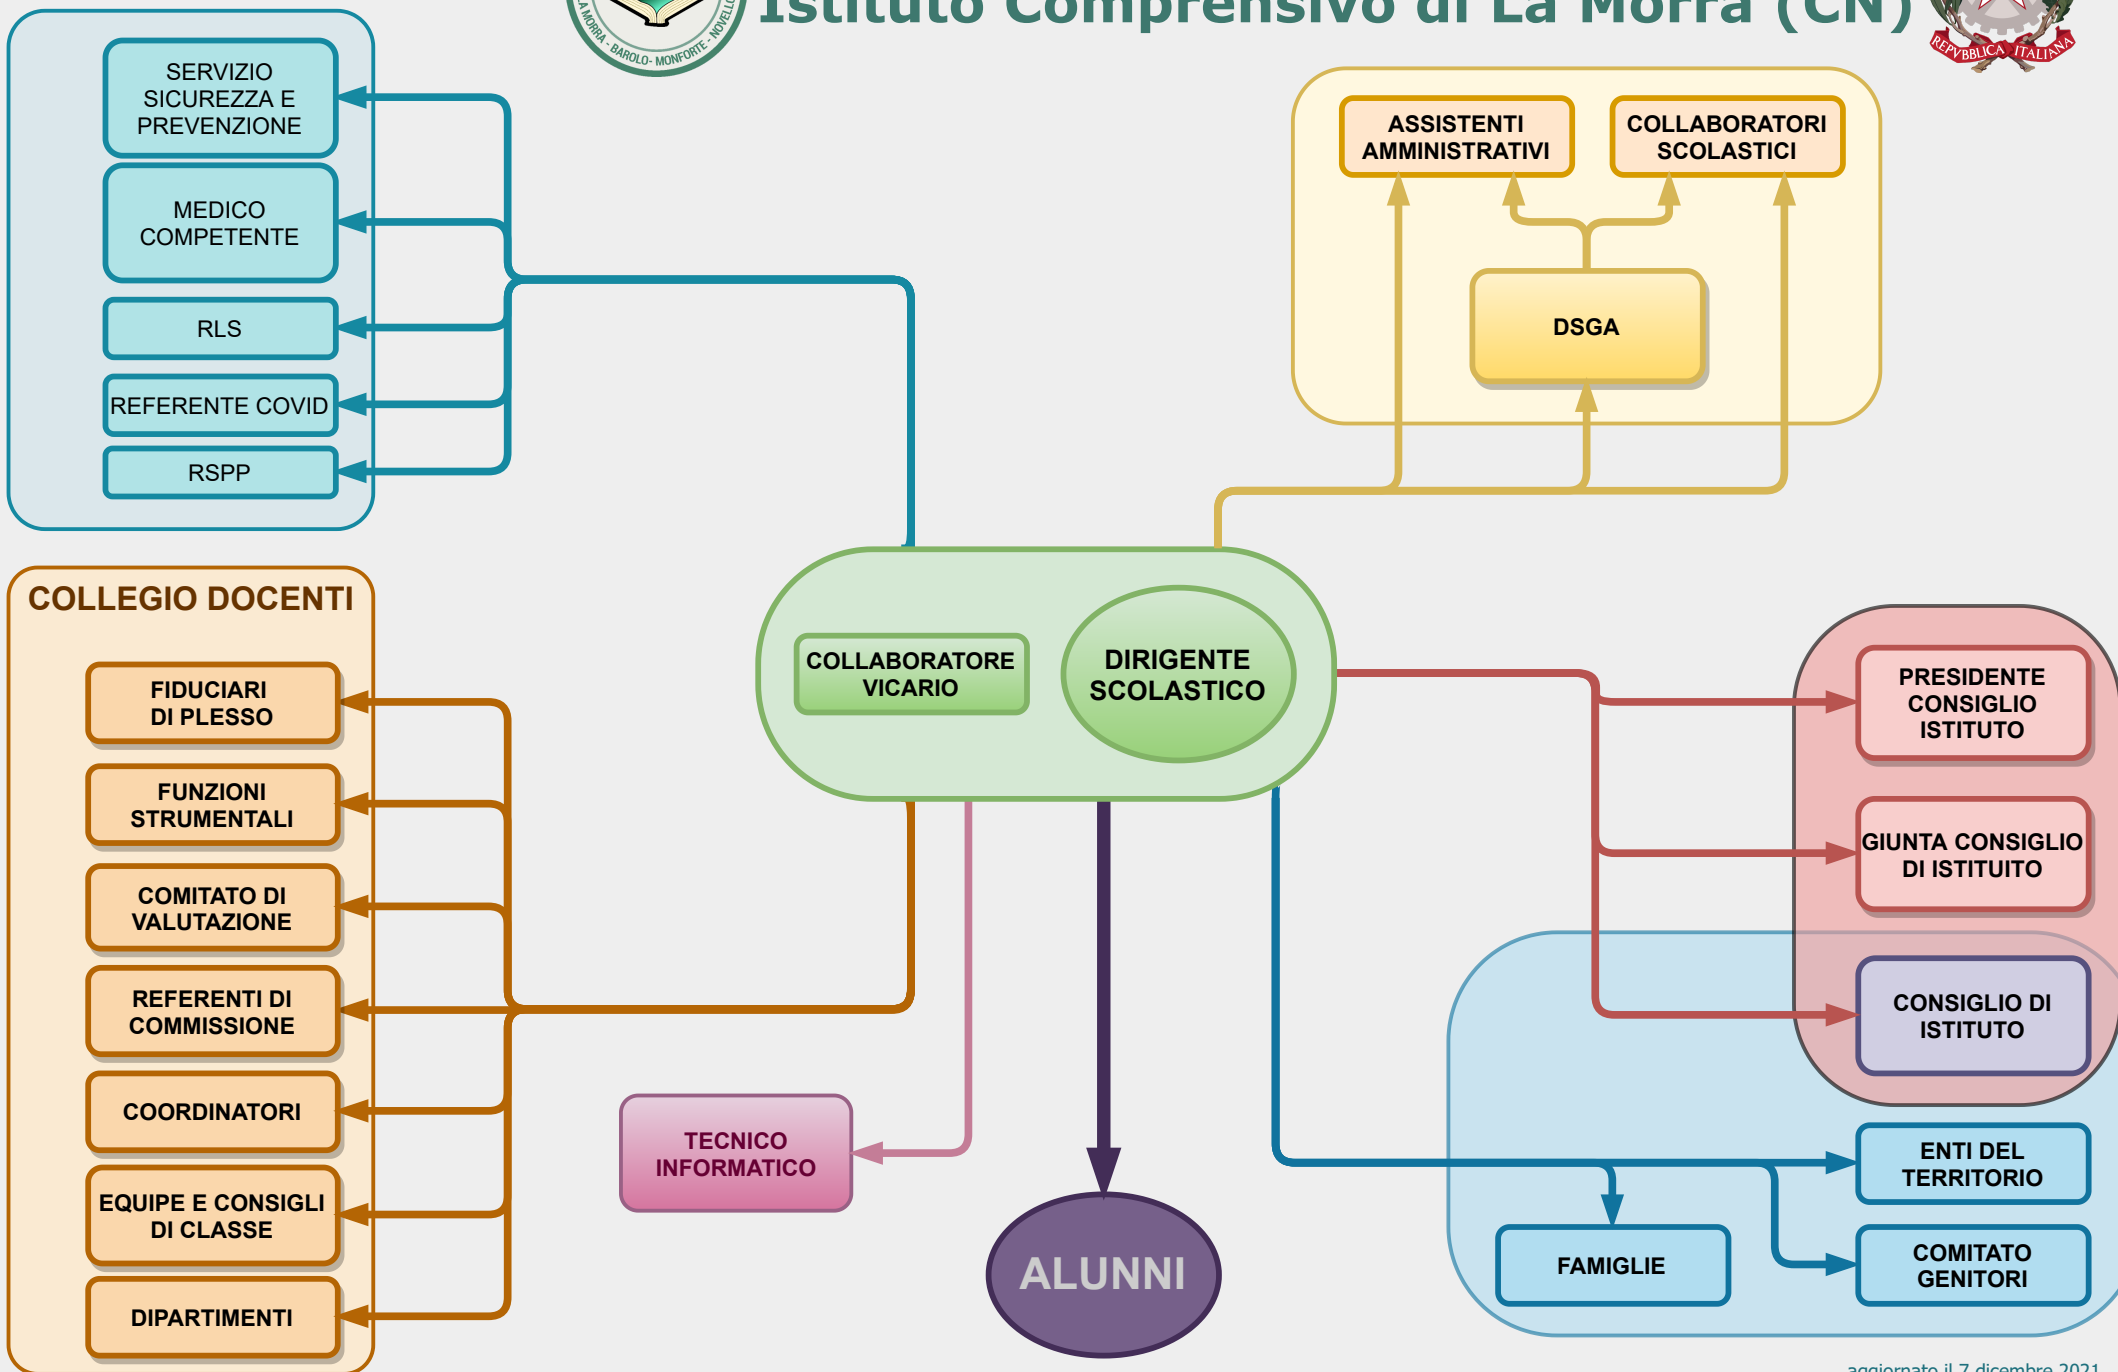 Istituto Comprensivo di La Morra (CN)
LA MORRA - BAROLO- MONFORTE - NOVELLO
REPVBBLICA ITALIANA
SERVIZIO
SICUREZZA E
PREVENZIONE
MEDICO
COMPETENTE
RLS
REFERENTE COVID
RSPP
ASSISTENTI
AMMINISTRATIVI
COLLABORATORI
SCOLASTICI
DSGA
COLLABORATORE
VICARIO
DIRIGENTE
SCOLASTICO
COLLEGIO DOCENTI
FIDUCIARI
DI PLESSO
FUNZIONI
STRUMENTALI
COMITATO DI
VALUTAZIONE
REFERENTI DI
COMMISSIONE
COORDINATORI
EQUIPE E CONSIGLI
DI CLASSE
DIPARTIMENTI
TECNICO
INFORMATICO
ALUNNI
PRESIDENTE
CONSIGLIO
ISTITUTO
GIUNTA CONSIGLIO
DI ISTITUITO
CONSIGLIO DI
ISTITUTO
ENTI DEL
TERRITORIO
FAMIGLIE
COMITATO
GENITORI
aggiornato il 7 dicembre 2021